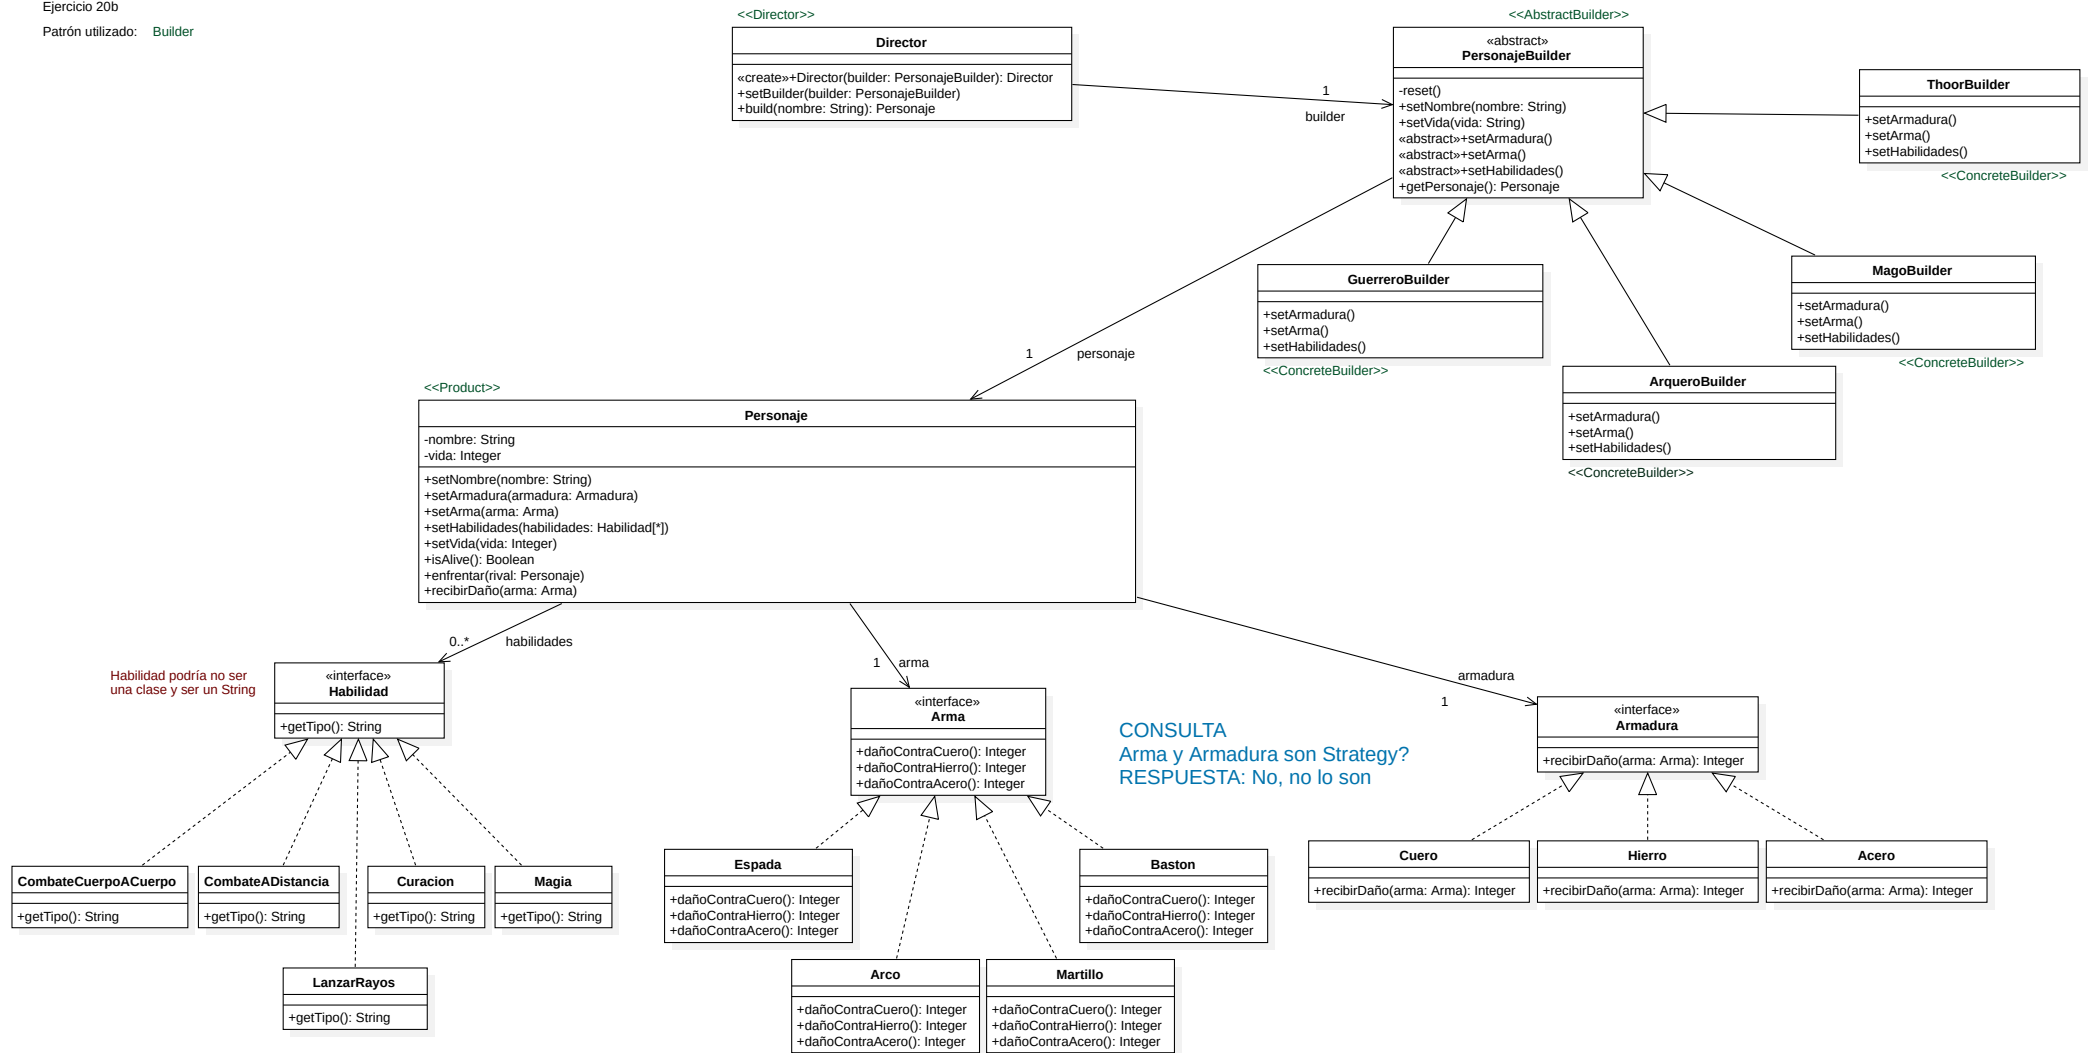 Ejercicio 20b
Patrón utilizado: Builder
<<Director>>
Director
«create»+Director(builder: PersonajeBuilder): Director
+setBuilder(builder: PersonajeBuilder)
+build(nombre: String): Personaje
1
builder
<<AbstractBuilder>>
«abstract»
PersonajeBuilder
-reset()
+setNombre(nombre: String)
+setVida(vida: String)
«abstract»+setArmadura()
«abstract»+setArma()
«abstract»+setHabilidades()
+getPersonaje(): Personaje
ThoorBuilder
+setArmadura()
+setArma()
+setHabilidades()
<<ConcreteBuilder>>
GuerreroBuilder
+setArmadura()
+setArma()
+setHabilidades()
<<ConcreteBuilder>>
MagoBuilder
+setArmadura()
+setArma()
+setHabilidades()
<<ConcreteBuilder>>
ArqueroBuilder
+setArmadura()
+setArma()
+setHabilidades()
<<ConcreteBuilder>>
1
personaje
<<Product>>
Personaje
-nombre: String
-vida: Integer
+setNombre(nombre: String)
+setArmadura(armadura: Armadura)
+setArma(arma: Arma)
+setHabilidades(habilidades: Habilidad[*])
+setVida(vida: Integer)
+isAlive(): Boolean
+enfrentar(rival: Personaje)
+recibirDaño(arma: Arma)
0..*
habilidades
1
arma
armadura
1
Habilidad podría no ser
una clase y ser un String
«interface»
Habilidad
+getTipo(): String
«interface»
Arma
+dañoContraCuero(): Integer
+dañoContraHierro(): Integer
+dañoContraAcero(): Integer
CONSULTA
Arma y Armadura son Strategy?
RESPUESTA: No, no lo son
«interface»
Armadura
+recibirDaño(arma: Arma): Integer
CombateCuerpoACuerpo
+getTipo(): String
CombateADistancia
+getTipo(): String
Curacion
+getTipo(): String
Magia
+getTipo(): String
LanzarRayos
+getTipo(): String
Espada
+dañoContraCuero(): Integer
+dañoContraHierro(): Integer
+dañoContraAcero(): Integer
Baston
+dañoContraCuero(): Integer
+dañoContraHierro(): Integer
+dañoContraAcero(): Integer
Arco
+dañoContraCuero(): Integer
+dañoContraHierro(): Integer
+dañoContraAcero(): Integer
Martillo
+dañoContraCuero(): Integer
+dañoContraHierro(): Integer
+dañoContraAcero(): Integer
Cuero
+recibirDaño(arma: Arma): Integer
Hierro
+recibirDaño(arma: Arma): Integer
Acero
+recibirDaño(arma: Arma): Integer